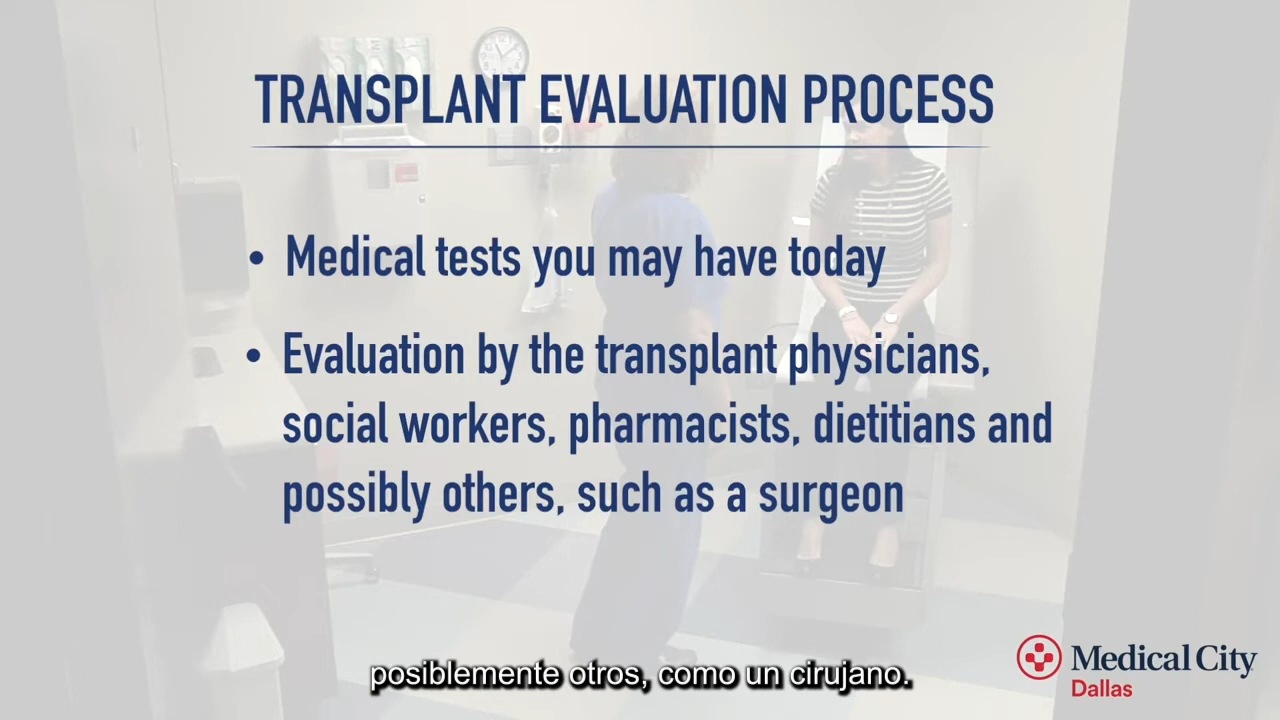 TRANSPLANT EVALUATION PROCESS
• Medical tests you may have today
• Evaluation by the transplant physicians,
social workers, pharmacists, dietitians and
possibly others, such as a surgeon
posiblemente otros, como un cirujano.
Medical City
Dallas